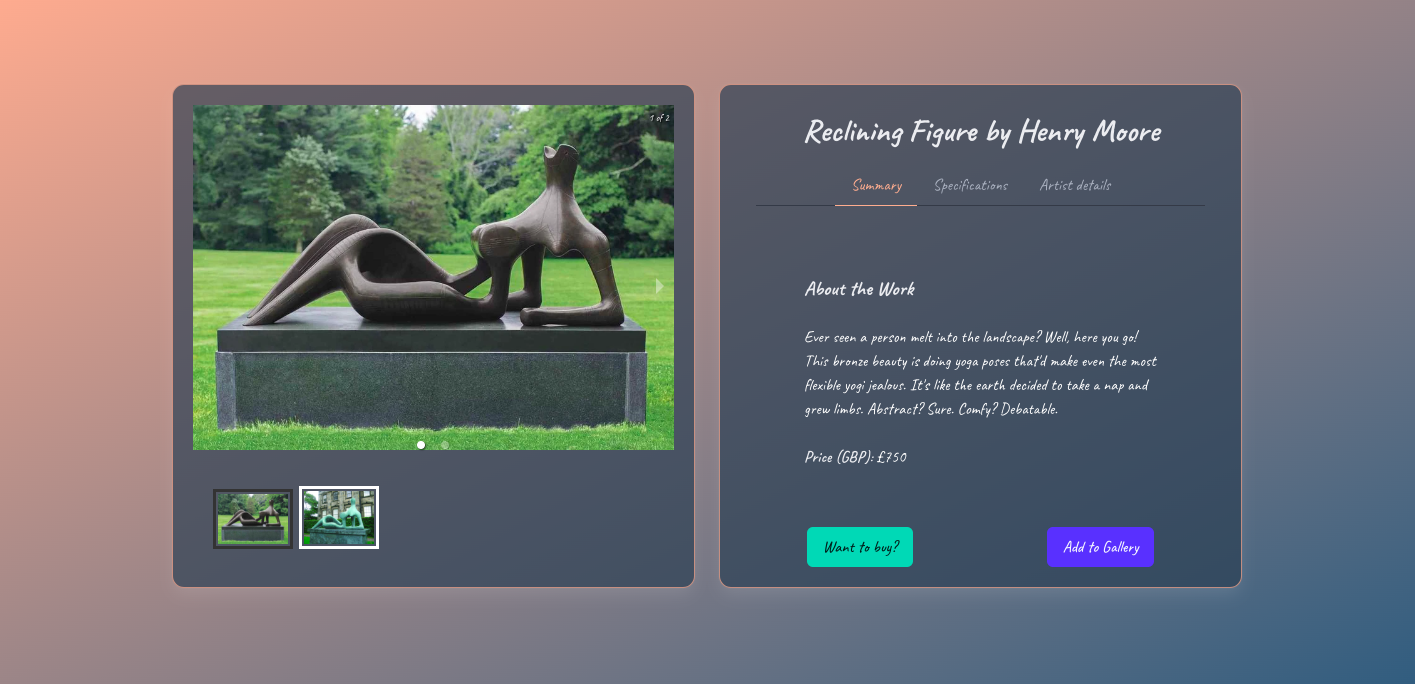 1 of 2
Reclining Figure by Henry Moore
Summary
Specifications
Artist details
About the Work
Ever seen a person melt into the landscape? Well, here you go!
This bronze beauty is doing yoga poses that'd make even the most
flexible yogi jealous. It's like the earth decided to take a nap and
grew limbs. Abstract? Sure. Comfy? Debatable.
Price (GBP): £750
Want to buy?
Add to Gallery